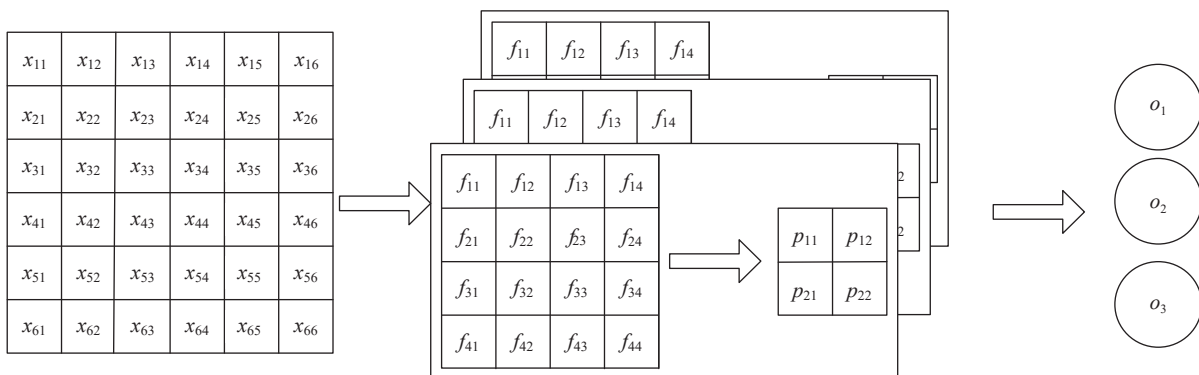 x11 x12 x13 x14 x15 x16
x21 x22 x23 x24 x25 x26
x31 x32 x33 x34 x35 x36
x41 x42 x43 x44 x45 x46
x51 x52 x53 x54 x55 x56
x61 x62 x63 x64 x65 x66
f11 f12 f13 f14
f11 f12 f13 f14
f11 f12 f13 f14
f21 f22 f23 f24
f31 f32 f33 f34
f41 f42 f43 f44
p11 p12
p21 p22
2
2
o1
o2
o3